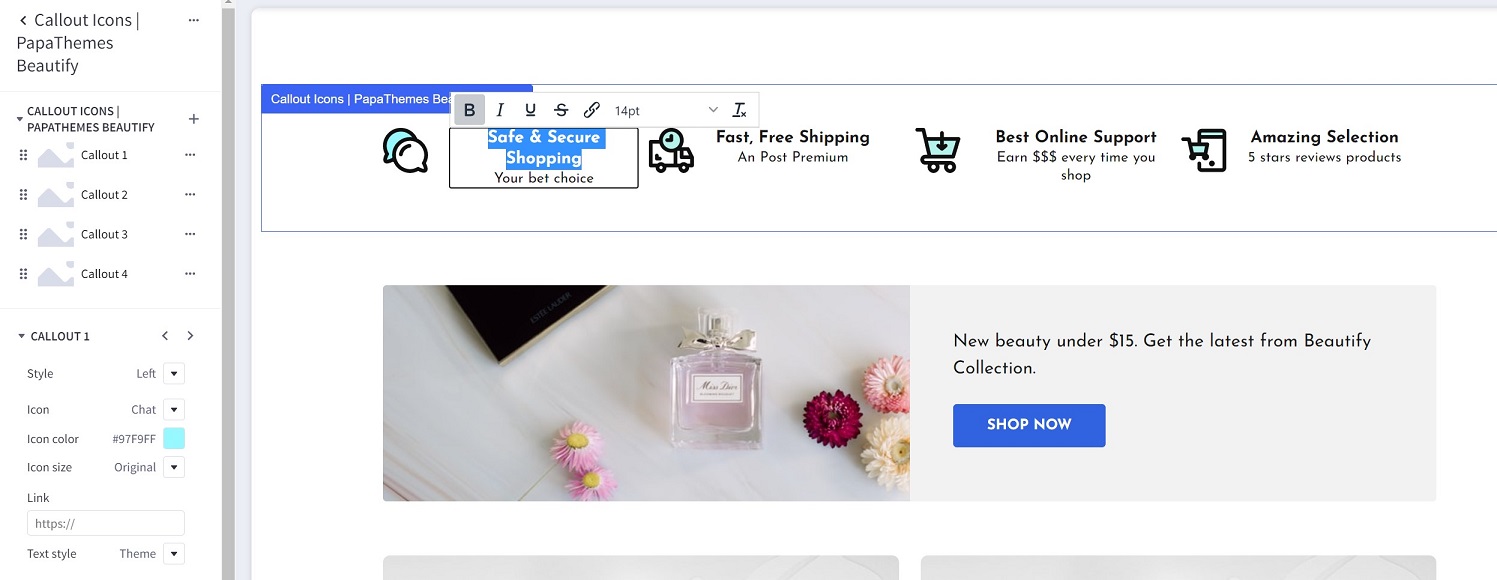 Callout Icons |
PapaThemes
Beautify
CALLOUT ICONS |
PAPATHEMES BEAUTIFY
Callout 1
Callout 2
Callout 3
Callout 4
CALLOUT 1
Style Left
Icon Chat
Icon color #97F9FF
Icon size Original
Link
https://
Text style Theme
Callout Icons | PapaThemes Bea
B I U S 14pt
Safe & Secure
Shopping
Your bet choice
Fast, Free Shipping
An Post Premium
Best Online Support
Earn $$$ every time you
shop
Amazing Selection
5 stars reviews products
ESTEE LAUDER
Miss Dior
New beauty under $15. Get the latest from Beautify
Collection.
SHOP NOW